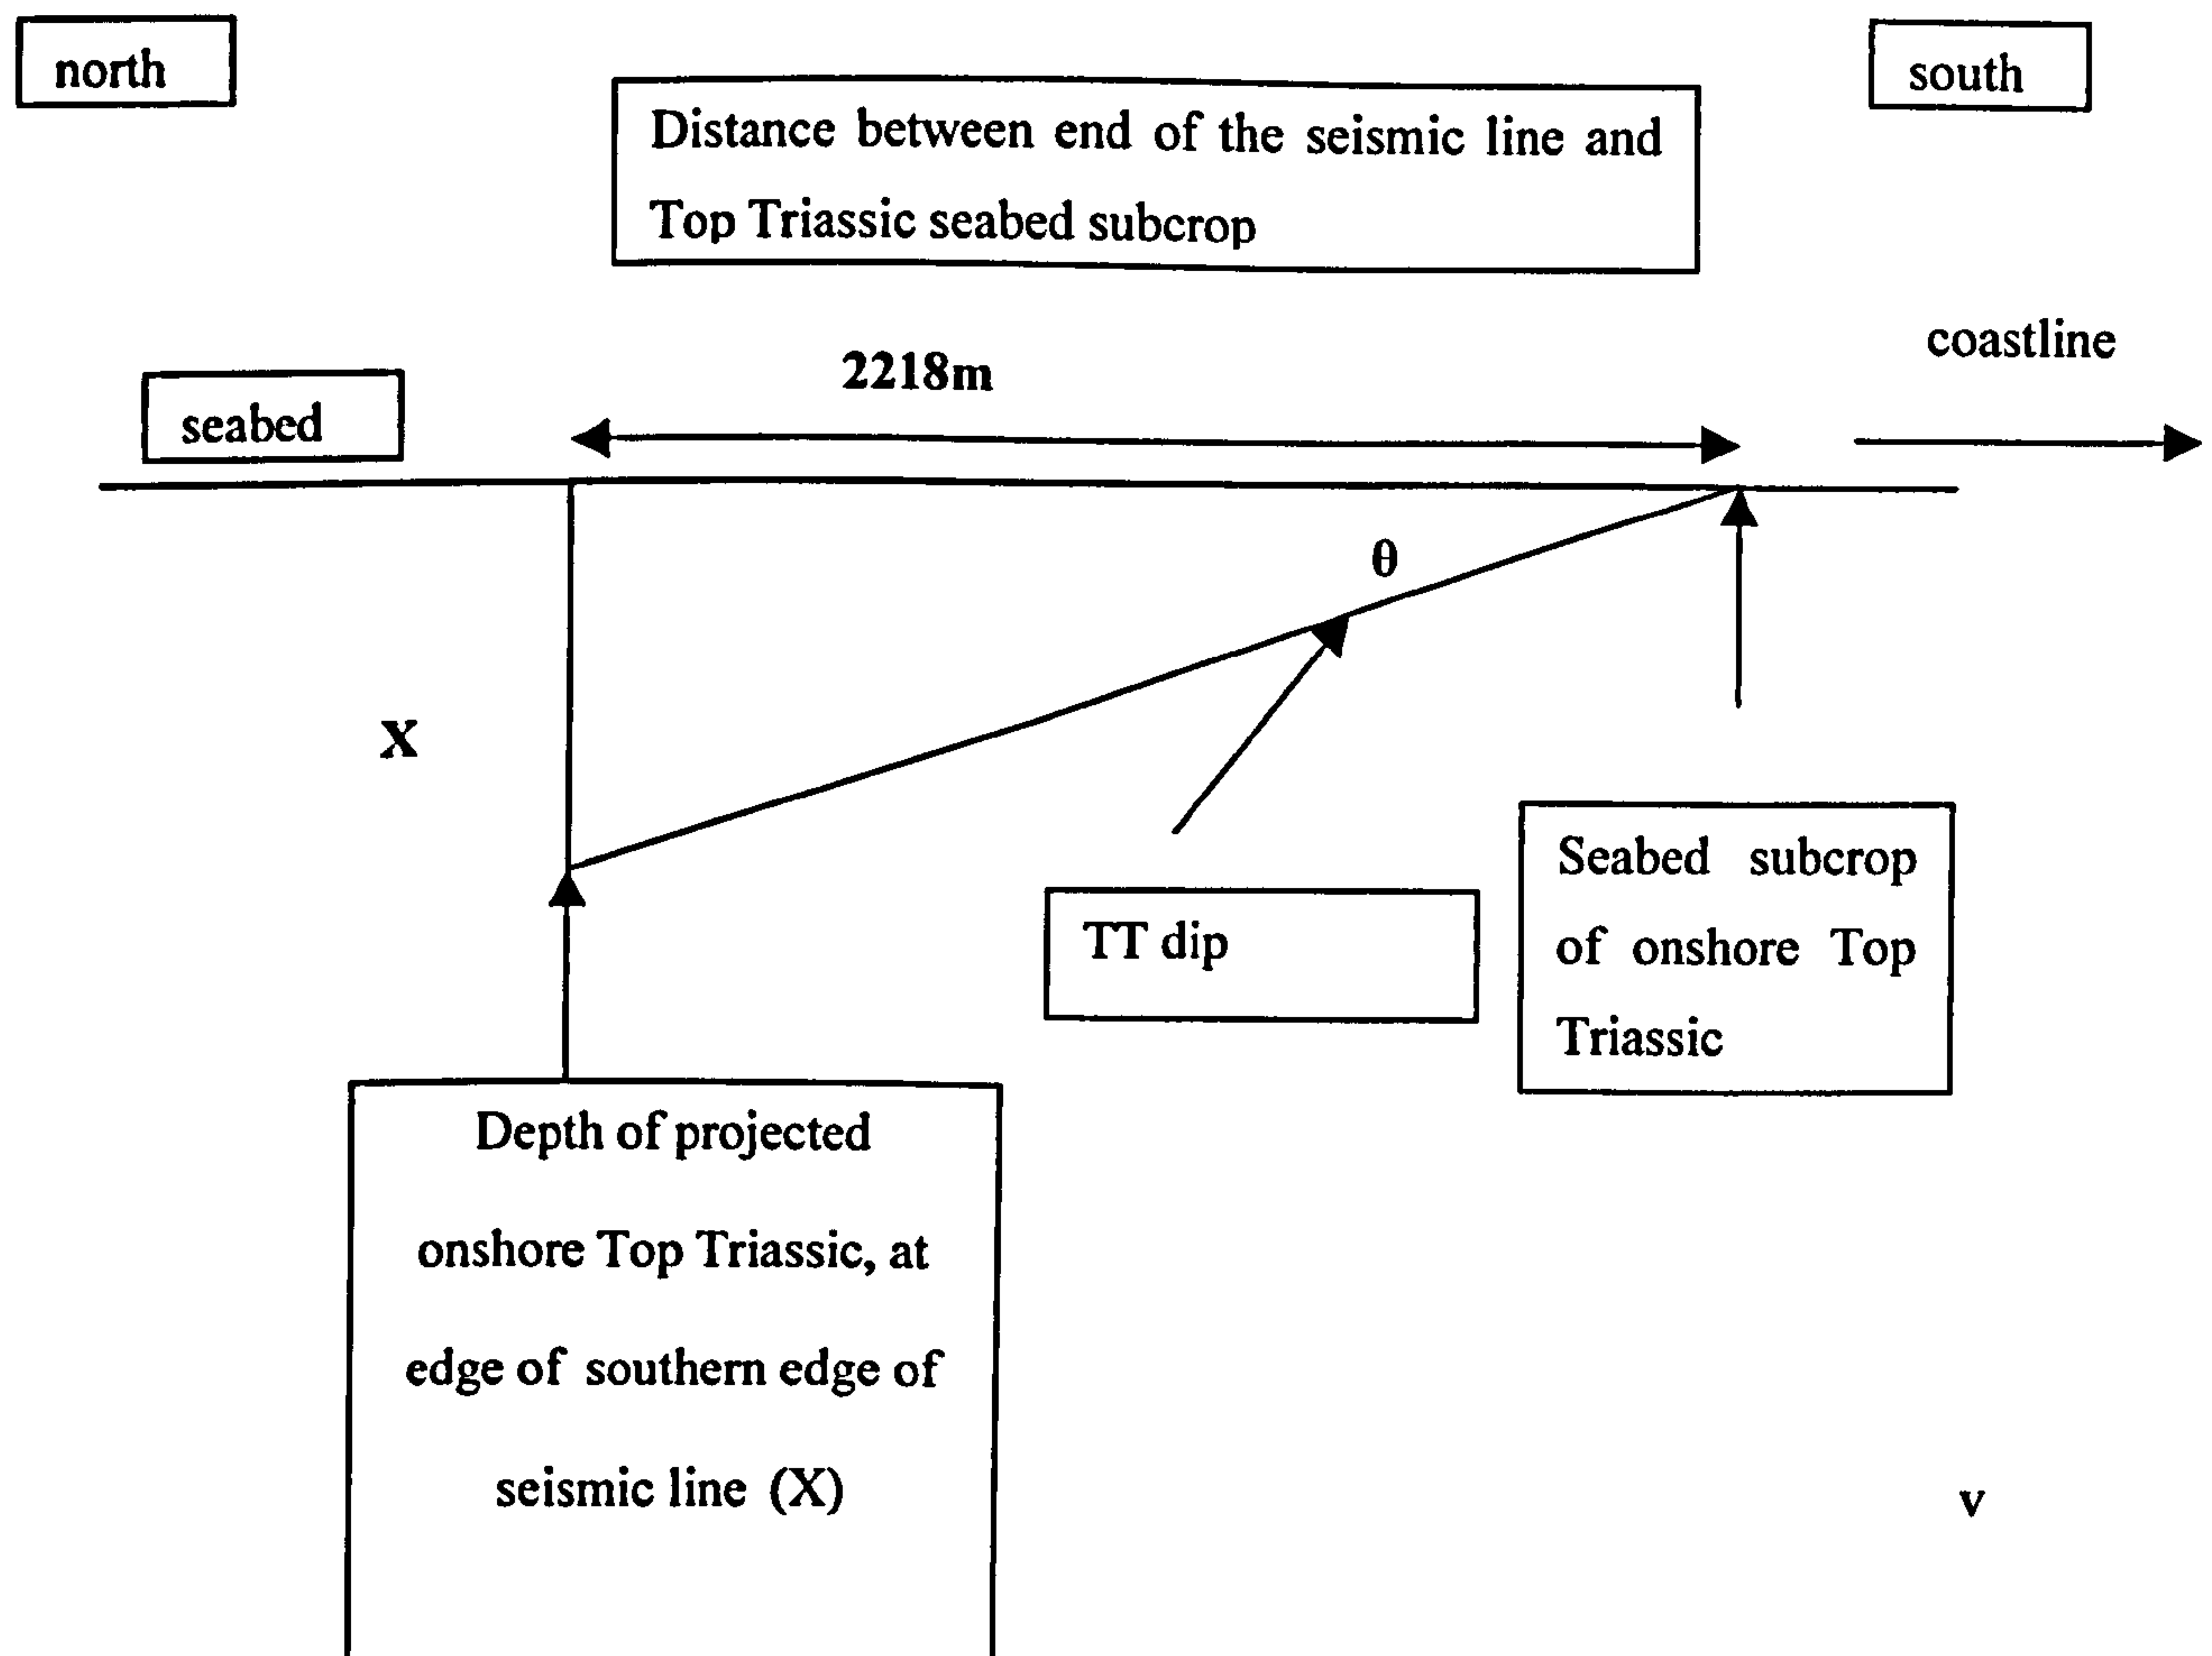 north
south
Distance between end of the seismic line and
Top Triassic seabed subcrop
coastline
2218m
seabed
θ
X
Seabed subcrop
of onshore Top
Triassic
TT dip
Depth of projected
onshore Top Triassic, at
edge of southern edge of
seismic line (X)
v